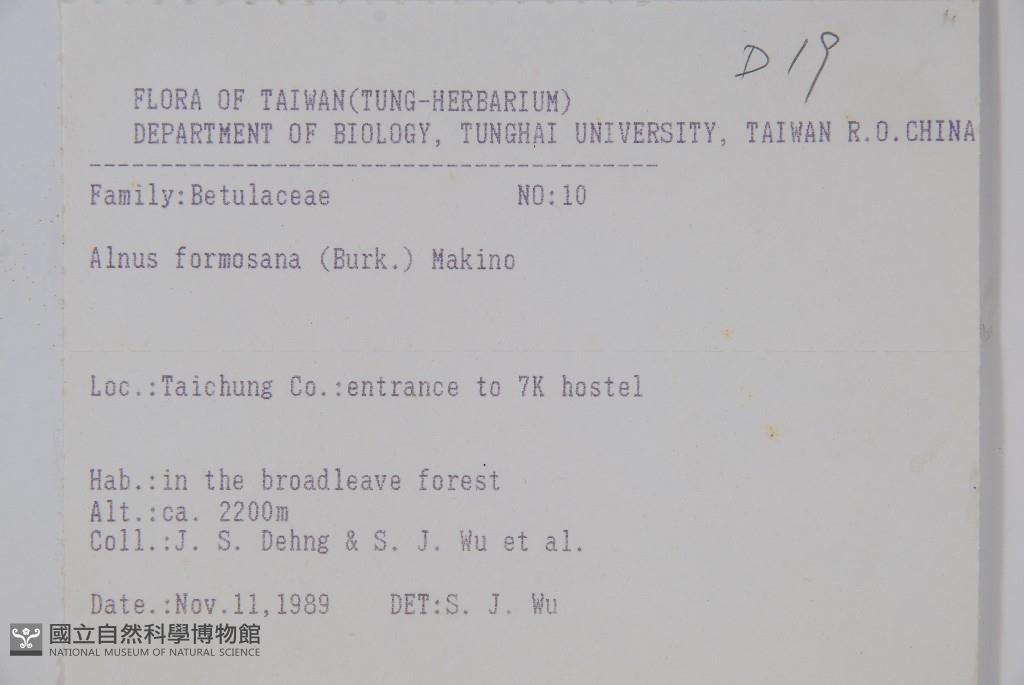 D 19
FLORA OF TAIWAN(TUNG-HERBARIUM)
DEPARTMENT OF BIOLOGY, TUNGHAI UNIVERSITY, TAIWAN R.O.CHINA
----------------------------------------
Family:Betulaceae NO:10
Alnus formosana (Burk.) Makino
Loc.:Taichung Co.:entrance to 7K hostel
Hab.:in the broadleave forest
Alt.:ca. 2200m
Coll.:J. S. Dehng & S. J. Wu et al.
Date.:Nov.11,1989 DET:S. J. Wu
國立自然科學博物館
NATIONAL MUSEUM OF NATURAL SCIENCE